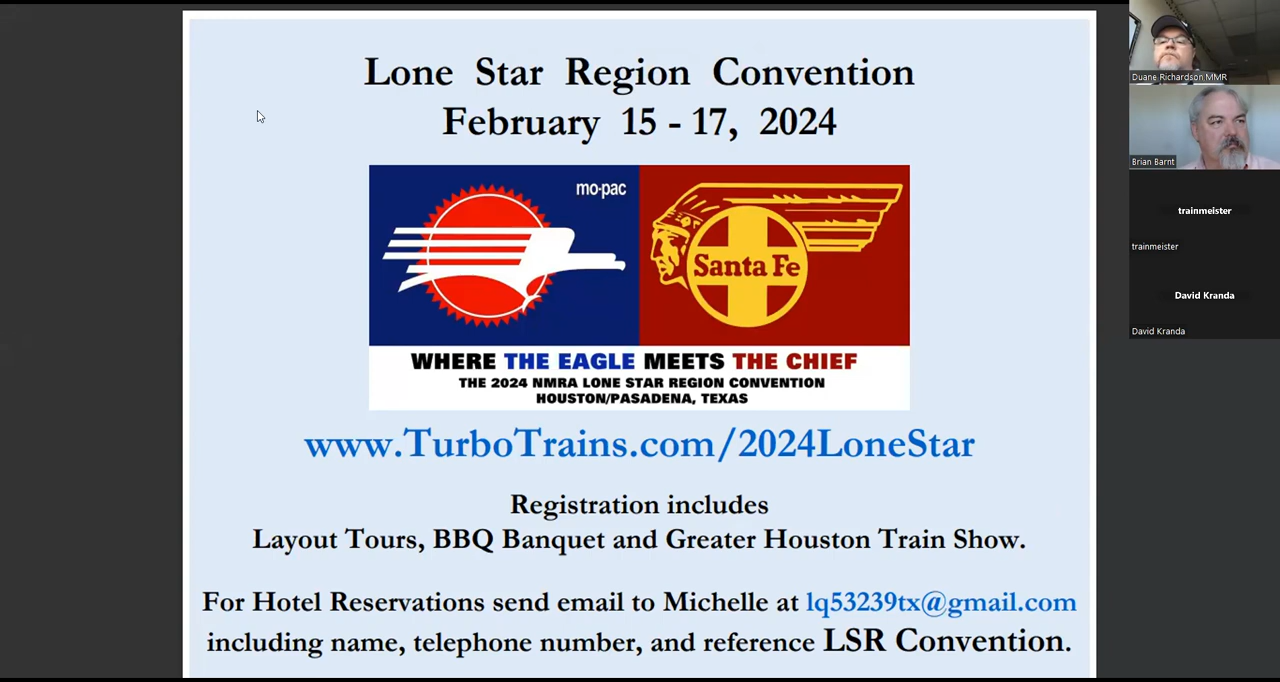 Lone Star Region Convention
February 15 - 17, 2024
mo·pac
Santa Fe
WHERE THE EAGLE MEETS THE CHIEF
THE 2024 NMRA LONE STAR REGION CONVENTION
HOUSTON/PASADENA, TEXAS
www.TurboTrains.com/2024LoneStar
Registration includes
Layout Tours, BBQ Banquet and Greater Houston Train Show.
For Hotel Reservations send email to Michelle at lq53239tx@gmail.com
including name, telephone number, and reference LSR Convention.
Duane Richardson MMR
Brian Barnt
trainmeister
trainmeister
David Kranda
David Kranda